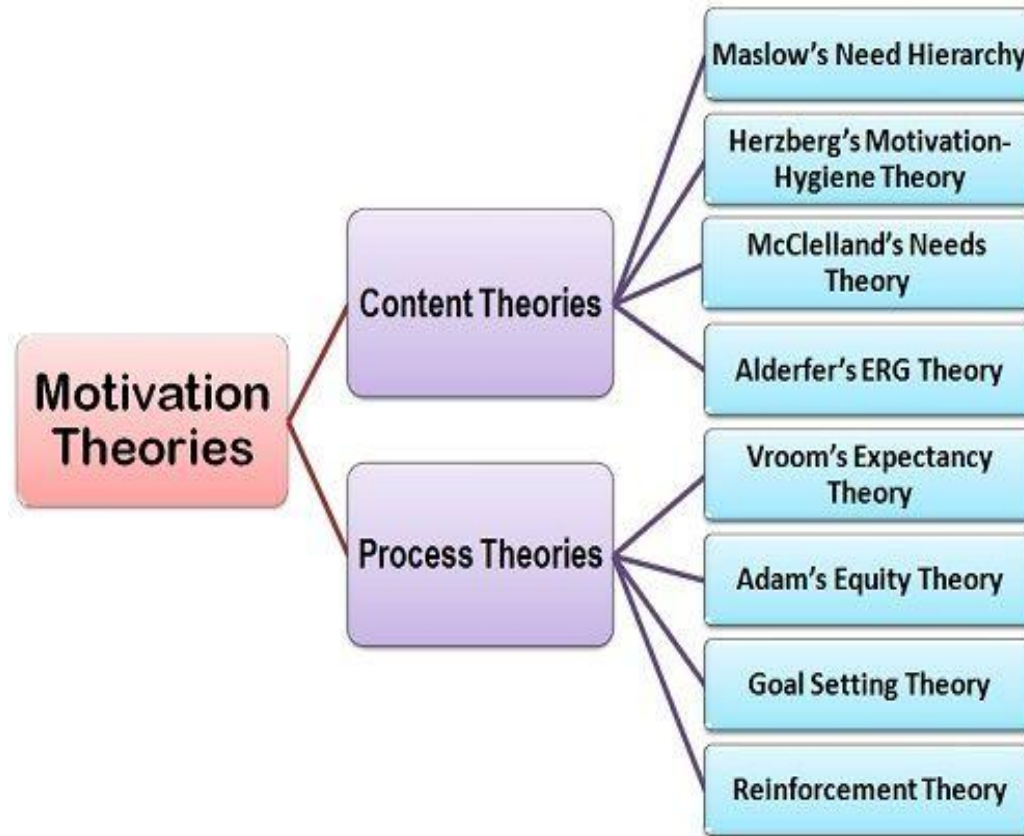 Motivation
Theories
Content Theories
Process Theories
Maslow's Need Hierarchy
Herzberg's Motivation-
Hygiene Theory
McClelland's Needs
Theory
Alderfer's ERG Theory
Vroom's Expectancy
Theory
Adam's Equity Theory
Goal Setting Theory
Reinforcement Theory